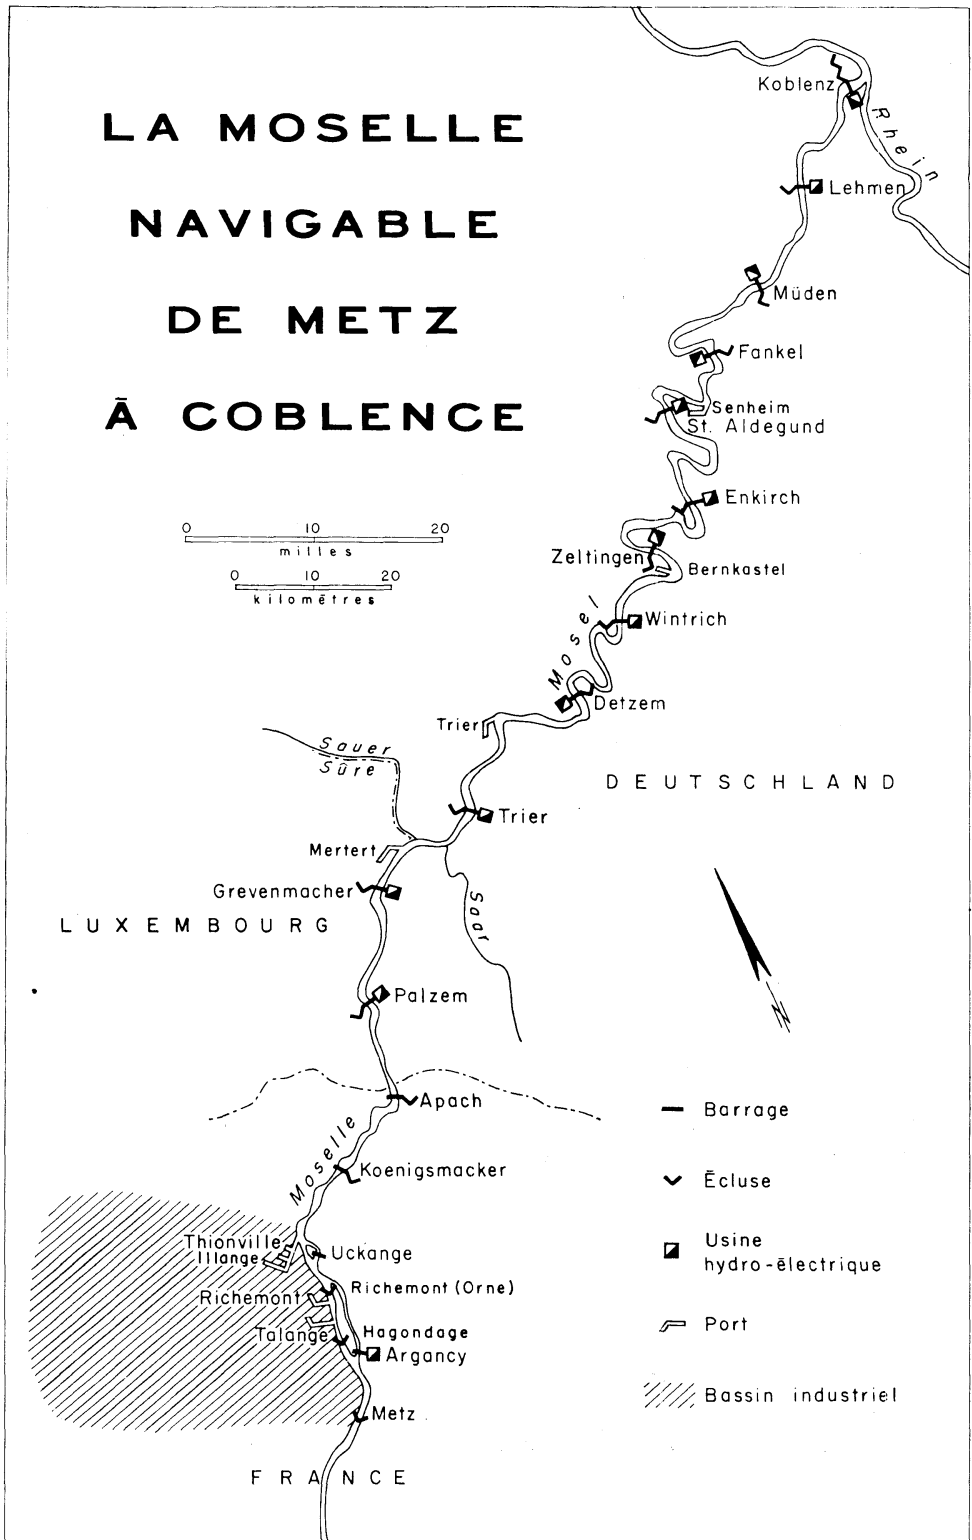 LA MOSELLE
NAVIGABLE
DE METZ
Ā COBLENCE
0 10 20
milles
0 10 20
kilomētres
Koblenz
Rhein
Lehmen
Müden
Fankel
Senheim
St. Aldegund
Enkirch
Zeltingen
Bernkastel
Wintrich
Mosel
Detzem
Trier
Sauer
Sûre
DEUTSCHLAND
Trier
Mertert
Grevenmacher
Saar
LUXEMBOURG
Palzem
N
Apach
Moselle
Koenigsmacker
Thionville
Illange
Uckange
Richemont (Orne)
Richemont
Hagondage
Talange
Argancy
Metz
FRANCE
Barrage
Ēcluse
Usine
hydro-ēlectrique
Port
Bassin industriel